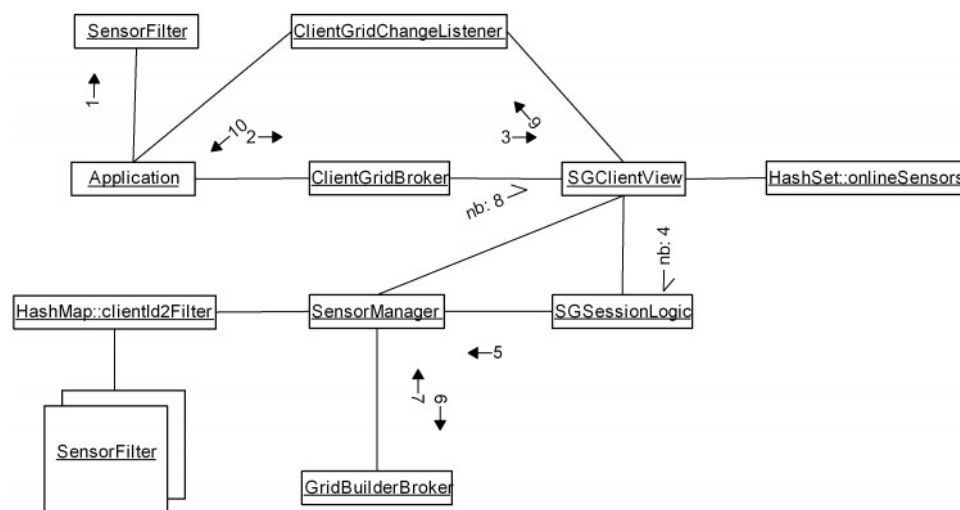 SensorFilter
ClientGridChangeListener
1
10
2
3
9
Application
ClientGridBroker
SGClientView
HashSet::onlineSensors
nb: 8
nb: 4
HashMap::clientId2Filter
SensorManager
SGSessionLogic
5
7
6
SensorFilter
GridBuilderBroker